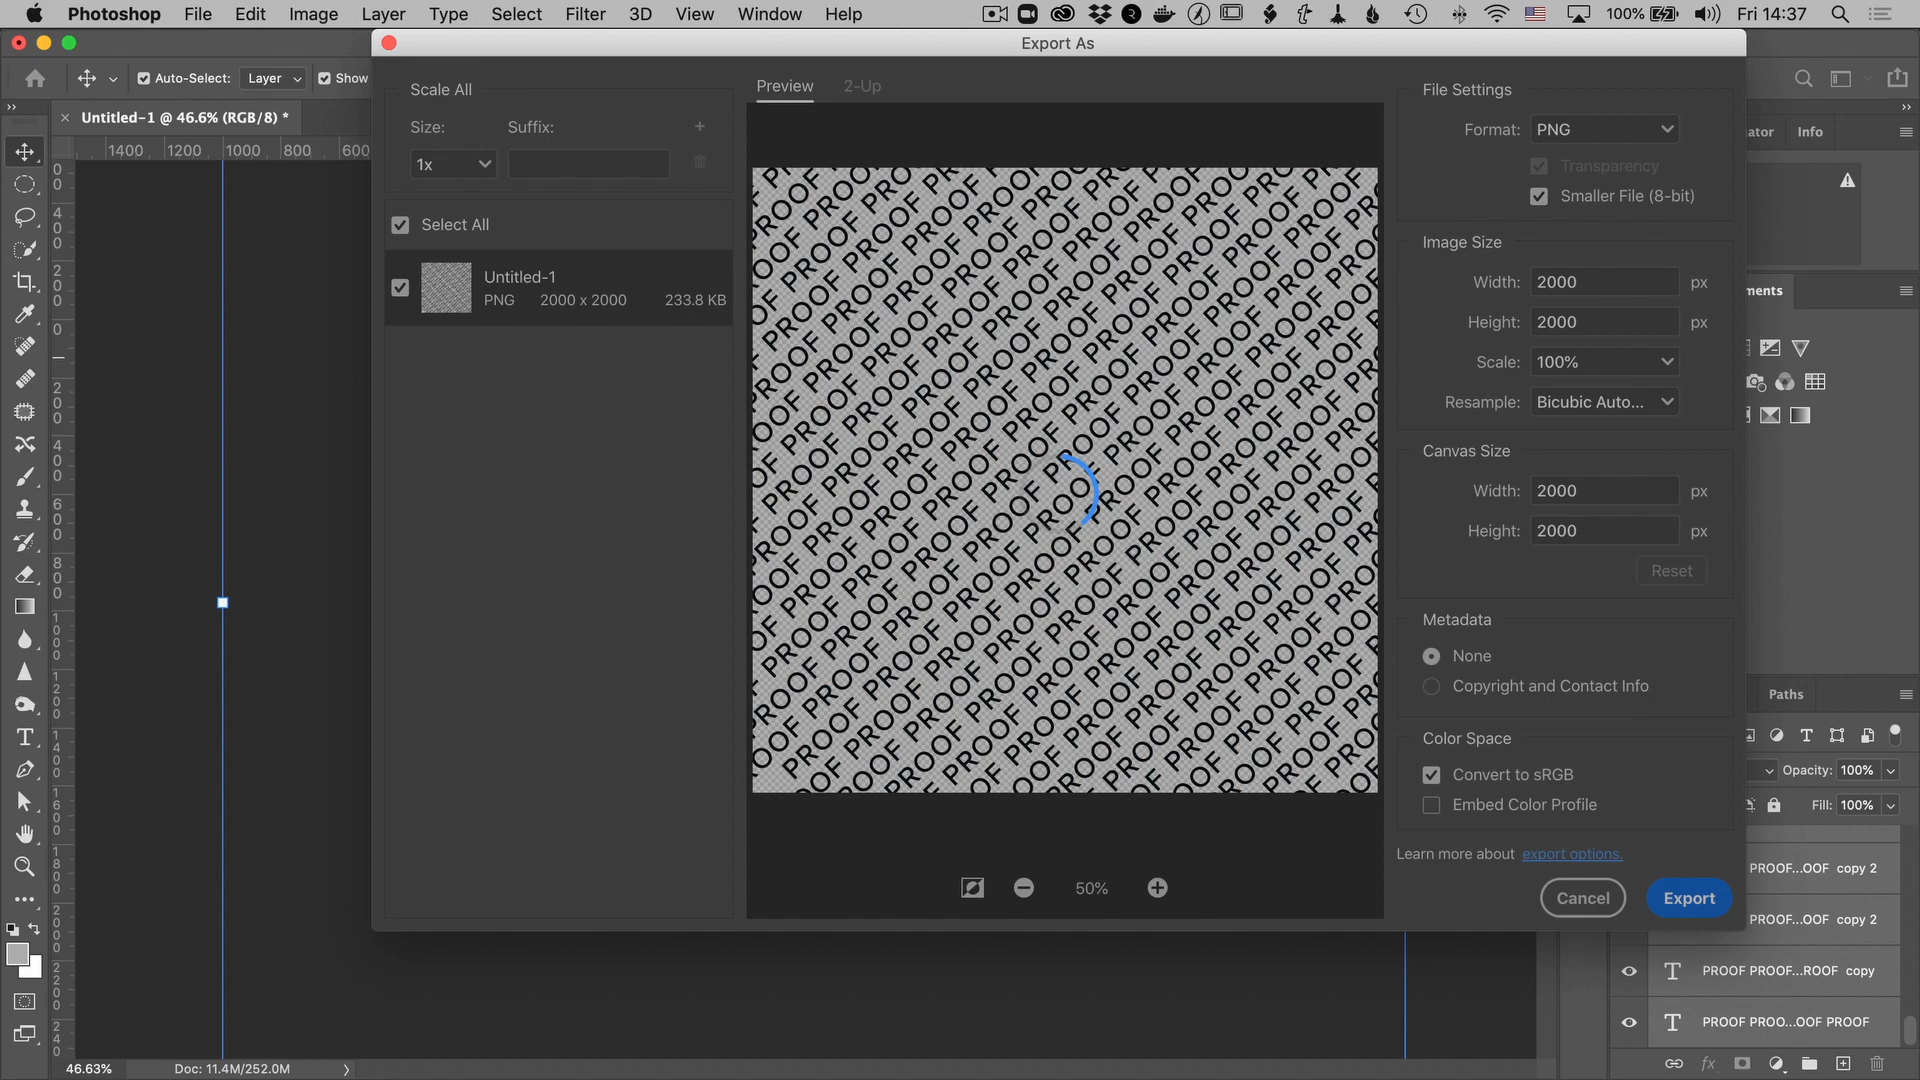 Photoshop File Edit Image Layer Type Select Filter 3D View Window Help 100% Fri 14:37
Export As
Auto-Select: Layer Show
Untitled-1 @ 46.6% (RGB/8) *
1400 1200 1000 800 600
Scale All
Size: Suffix:
1x
Select All
Untitled-1
PNG 2000 x 2000 233.8 KB
Preview 2-Up
PROOF PROOF PROOF PROOF PROOF
50%
File Settings
Format: PNG
Transparency
Smaller File (8-bit)
Image Size
Width: 2000 px
Height: 2000 px
Scale: 100%
Resample: Bicubic Auto...
Canvas Size
Width: 2000 px
Height: 2000 px
Reset
Metadata
None
Copyright and Contact Info
Color Space
Convert to sRGB
Embed Color Profile
Learn more about export options.
Cancel Export
ator Info
ments
Paths
Opacity: 100%
Fill: 100%
PROOF...OOF copy 2
PROOF...OOF copy 2
PROOF PROOF...ROOF copy
PROOF PROO...OOF PROOF
46.63% Doc: 11.4M/252.0M